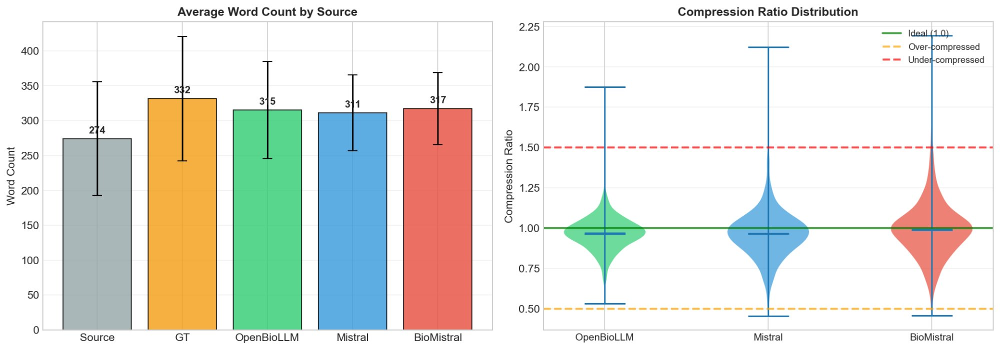 Average Word Count by Source
Word Count
400
350
300
250
200
150
100
50
0
274
332
315
311
317
Source
GT
OpenBioLLM
Mistral
BioMistral
Compression Ratio Distribution
Compression Ratio
2.25
2.00
1.75
1.50
1.25
1.00
0.75
0.50
Ideal (1.0)
Over-compressed
Under-compressed
OpenBioLLM
Mistral
BioMistral